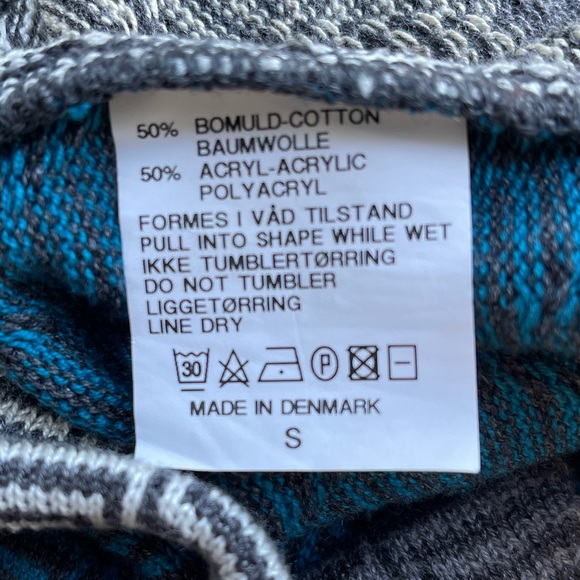 50% BOMULD-COTTON
BAUMWOLLE
50% ACRYL-ACRYLIC
POLYACRYL
FORMES I VÅD TILSTAND
PULL INTO SHAPE WHILE WET
IKKE TUMBLERTØRRING
DO NOT TUMBLER
LIGGETØRRING
LINE DRY
30 P
MADE IN DENMARK
S